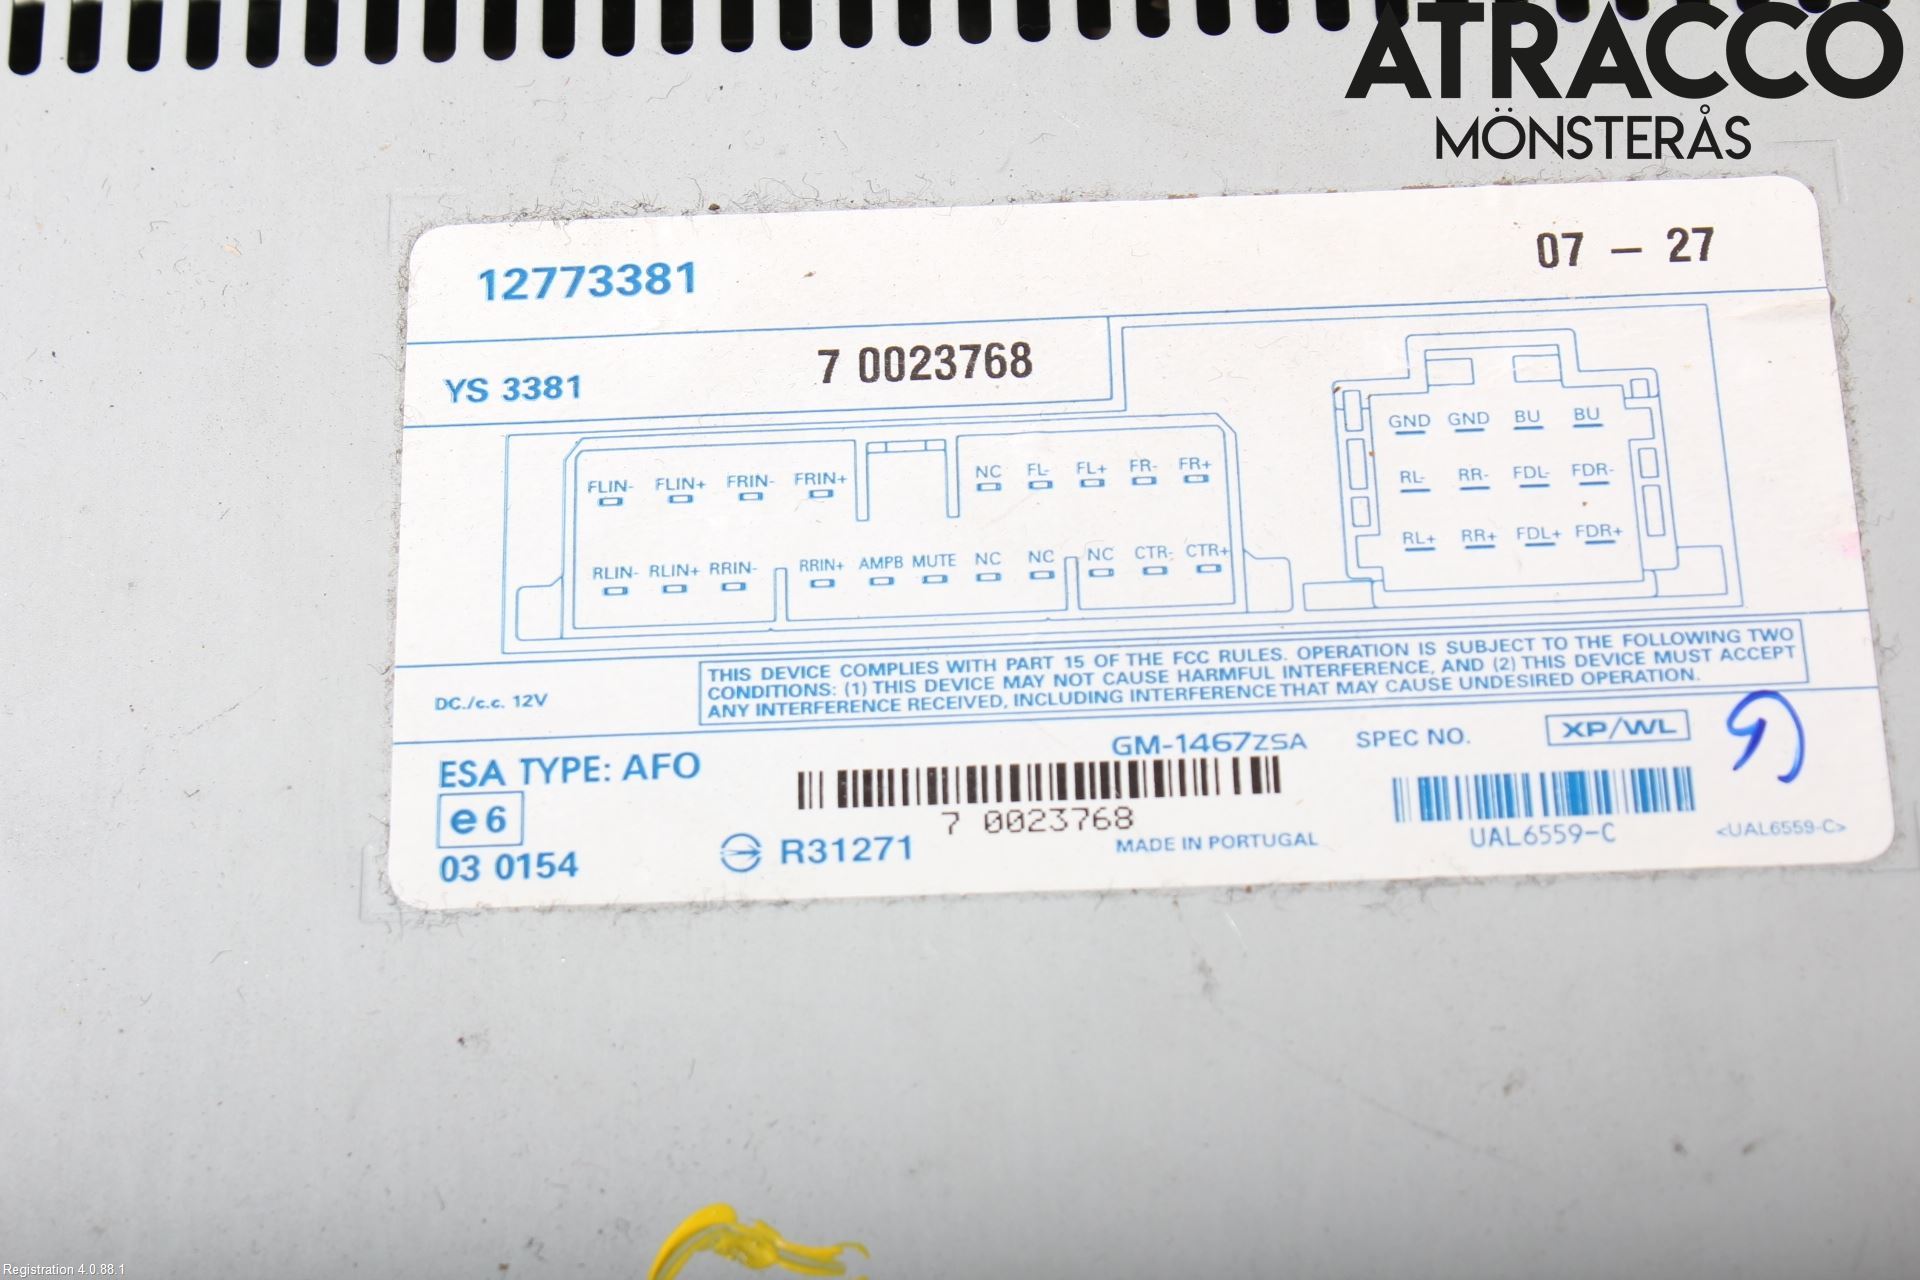 ATRACCO
MÖNSTERÅS
12773381
07 – 27
YS 3381
7 0023768
GND GND BU BU
RL- RR- FDL- FDR-
RL+ RR+ FDL+ FDR+
FLIN- FLIN+ FRIN- FRIN+ NC FL- FL+ FR- FR+
RLIN- RLIN+ RRIN- RRIN+ AMPB MUTE NC NC NC CTR- CTR+
DC./c.c. 12V
THIS DEVICE COMPLIES WITH PART 15 OF THE FCC RULES. OPERATION IS SUBJECT TO THE FOLLOWING TWO
CONDITIONS: (1) THIS DEVICE MAY NOT CAUSE HARMFUL INTERFERENCE, AND (2) THIS DEVICE MUST ACCEPT
ANY INTERFERENCE RECEIVED, INCLUDING INTERFERENCE THAT MAY CAUSE UNDESIRED OPERATION.
GM-1467ZSA SPEC NO. XP/WL
ESA TYPE: AFO
e6
7 0023768
03 0154
R31271
MADE IN PORTUGAL
UAL6559-C
<UAL6559-C>
Registration 4.0.88.1